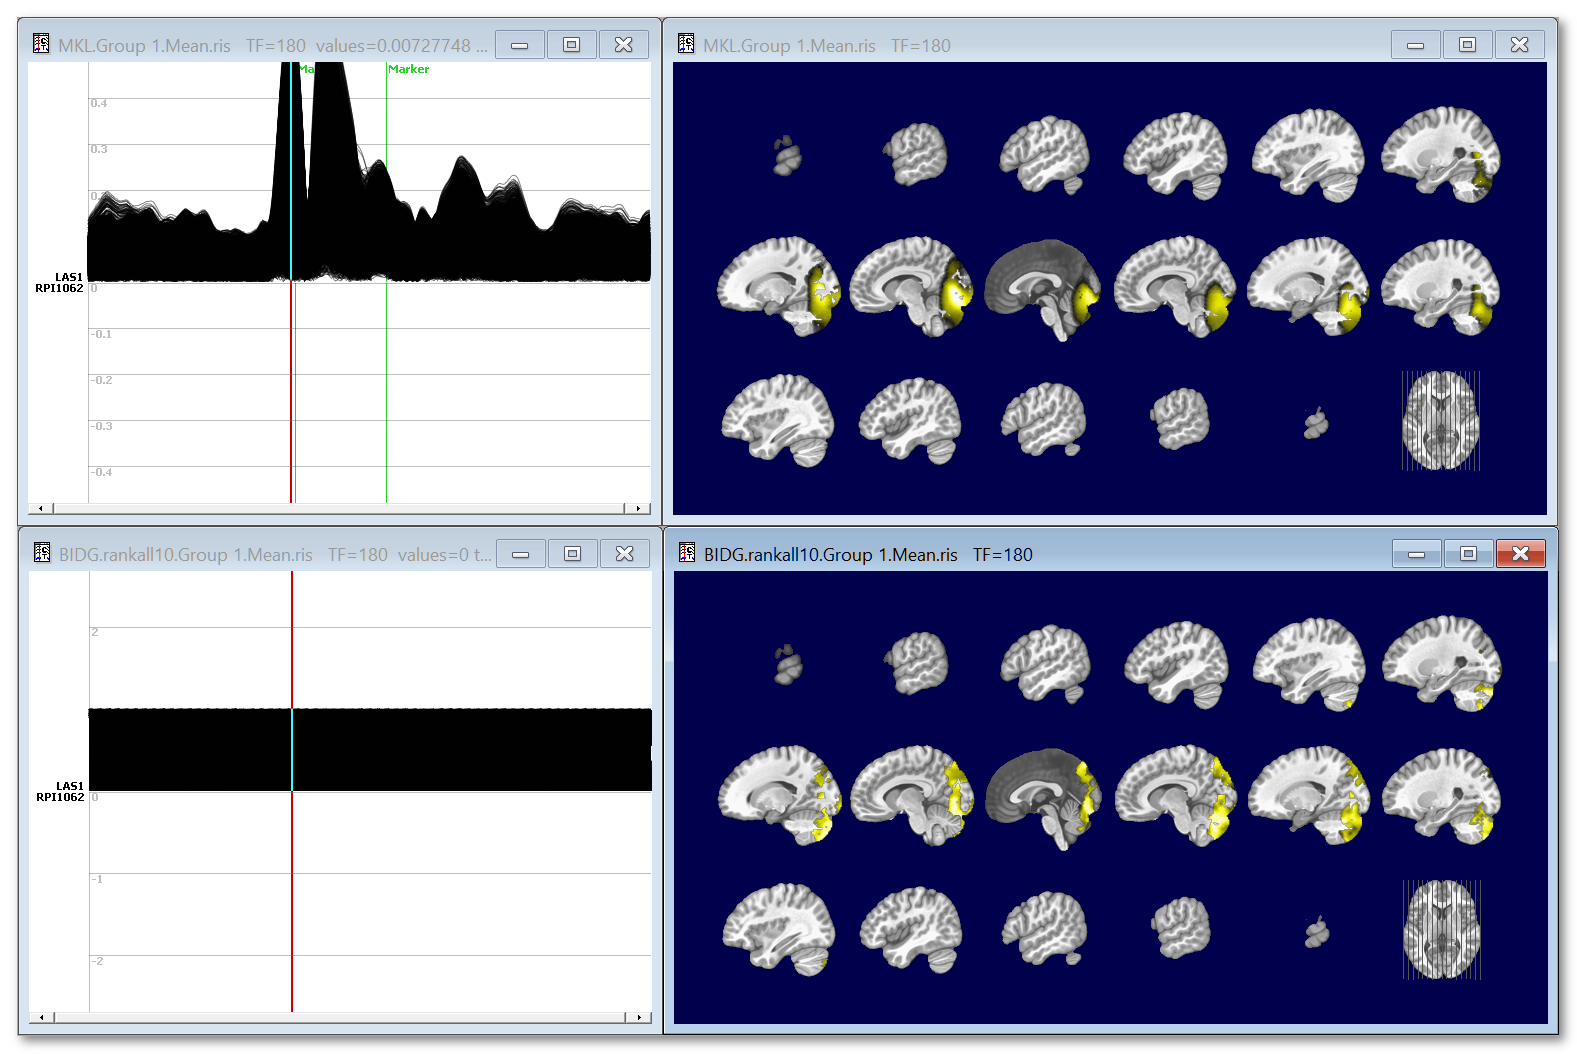 MKL.Group 1.Mean.ris TF=180 values=0.00727748 ...
MKL.Group 1.Mean.ris TF=180
Ma
Marker
0.4
0.3
LAS1
RPI1062
0
-0.1
-0.2
-0.3
-0.4
BIDG.rankall10.Group 1.Mean.ris TF=180 values=0 t...
BIDG.rankall10.Group 1.Mean.ris TF=180
2
LAS1
RPI1062
0
-1
-2